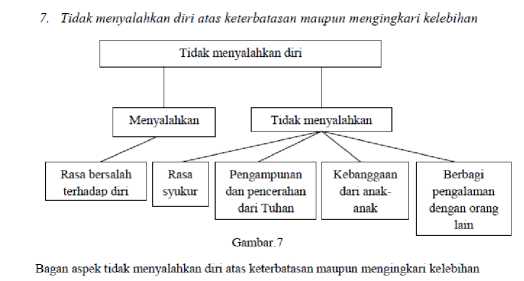 7. Tidak menyalahkan diri atas keterbatasan maupun mengingkari kelebihan
Tidak menyalahkan diri
Menyalahkan
Tidak menyalahkan
Rasa bersalah
terhadap diri
Rasa
syukur
Pengampunan
dan pencerahan
dari Tuhan
Kebanggaan
dari anak-
anak
Berbagi
pengalaman
dengan orang
lain
Gambar.7
Bagan aspek tidak menyalahkan diri atas keterbatasan maupun mengingkari kelebihan